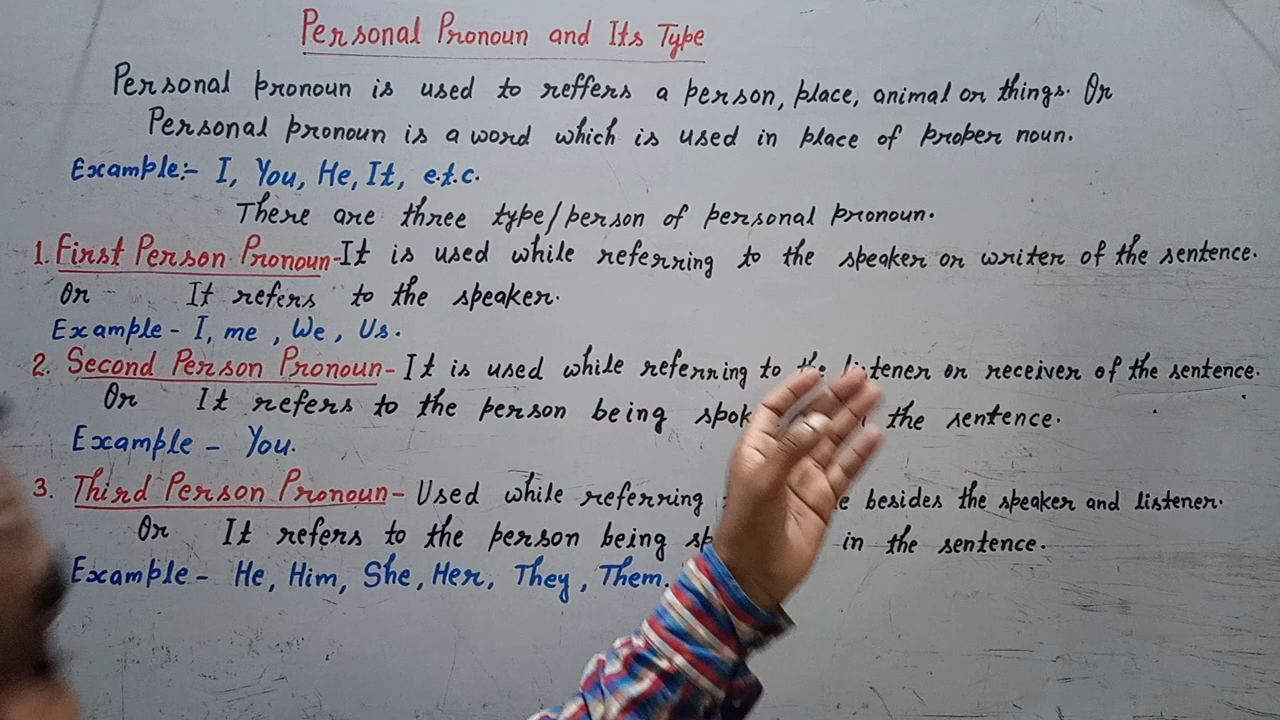 Personal Pronoun and Its Type
Personal pronoun is used to reffers a person, place, animal or things. Or
Personal pronoun is a word which is used in place of proper noun.
Example:- I, You, He, It, e.t.c.
There are three type/person of personal pronoun.
1. First Person Pronoun-It is used while referring to the speaker or writer of the sentence.
Or It refers to the speaker.
Example - I, me, We, Us.
2. Second Person Pronoun- It is used while referring to the listener or receiver of the sentence.
Or It refers to the person being the sentence.
Example - You.
3. Third Person Pronoun- Used while referring besides the speaker and listener.
Or It refers to the person being in the sentence.
Example - He, Him, She, Her, They, Them.